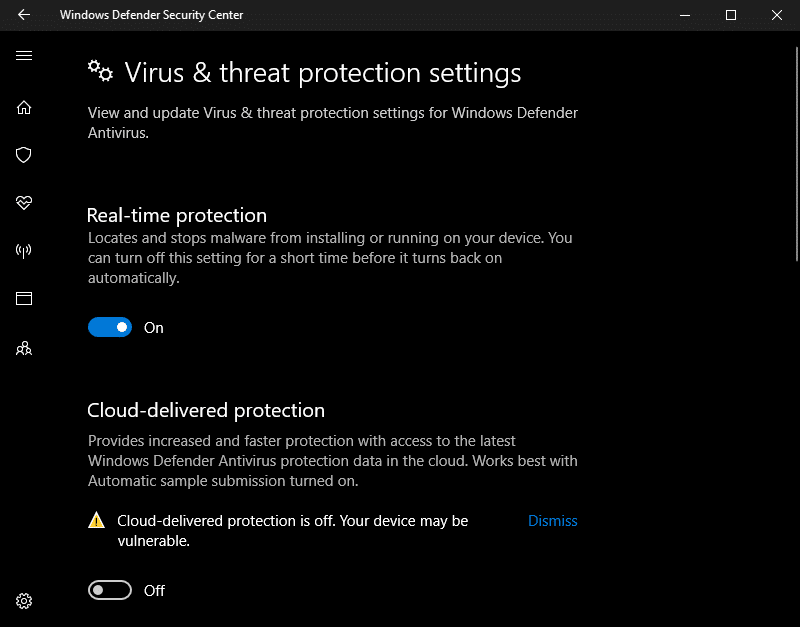 Windows Defender Security Center
Virus & threat protection settings
View and update Virus & threat protection settings for Windows Defender
Antivirus.
Real-time protection
Locates and stops malware from installing or running on your device. You
can turn off this setting for a short time before it turns back on
automatically.
On
Cloud-delivered protection
Provides increased and faster protection with access to the latest
Windows Defender Antivirus protection data in the cloud. Works best with
Automatic sample submission turned on.
Cloud-delivered protection is off. Your device may be Dismiss
vulnerable.
Off